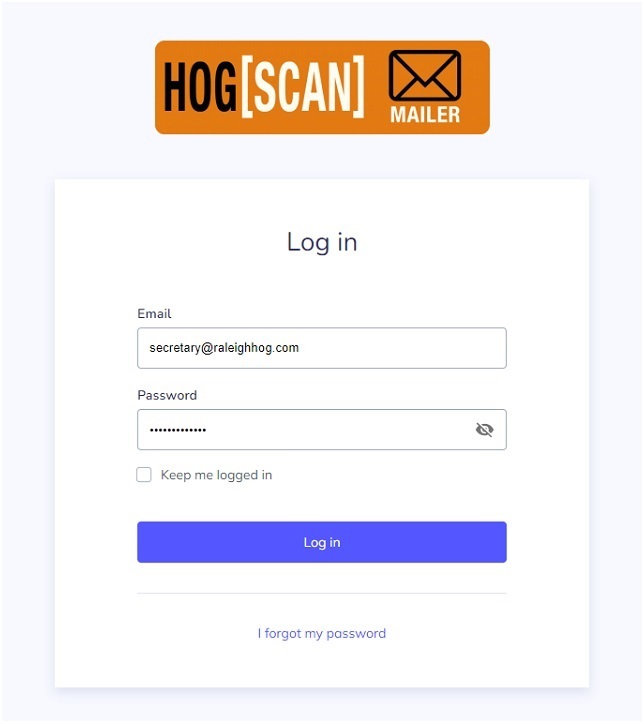 HOG[SCAN]
MAILER
Log in
Email
secretary@raleighhog.com
Password
•••••••••••••
Keep me logged in
Log in
I forgot my password